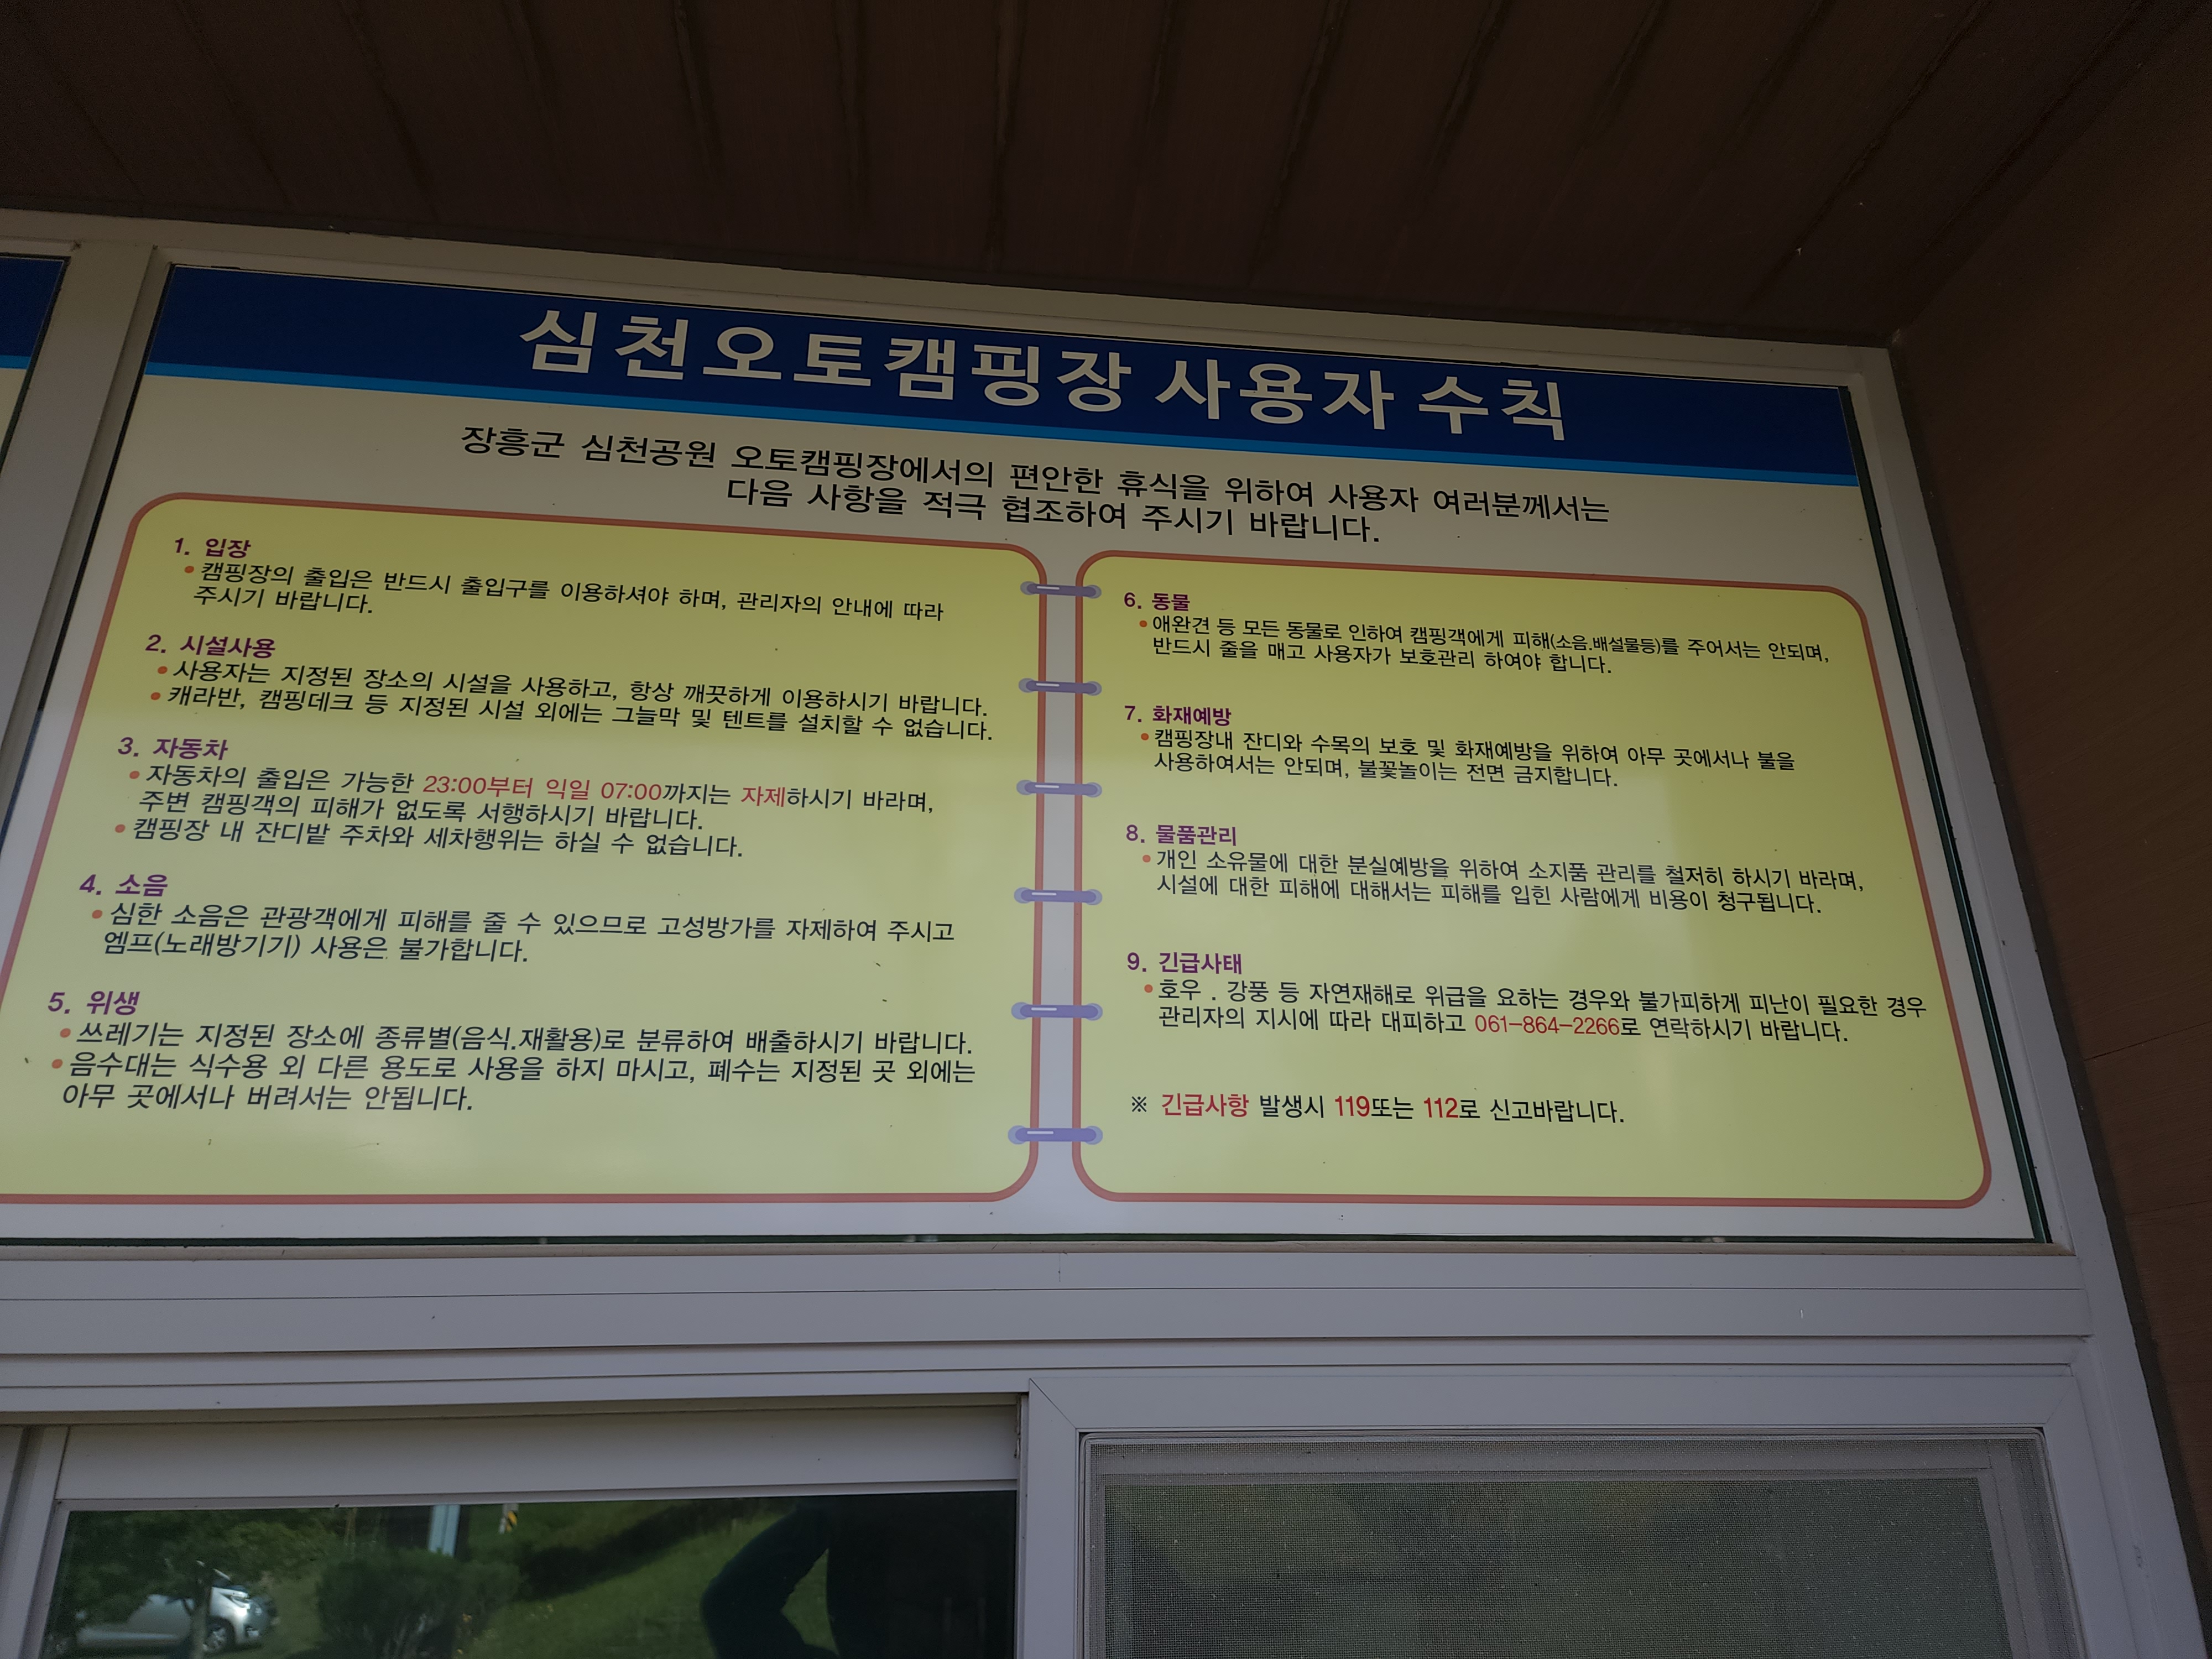 심천오토캠핑장 사용자 수칙
장흥군 심천공원 오토캠핑장에서의 편안한 휴식을 위하여 사용자 여러분께서는
다음 사항을 적극 협조하여 주시기 바랍니다.
1. 입장
• 캠핑장의 출입은 반드시 출입구를 이용하셔야 하며, 관리자의 안내에 따라
주시기 바랍니다.
2. 시설사용
• 사용자는 지정된 장소의 시설을 사용하고, 항상 깨끗하게 이용하시기 바랍니다.
• 캐라반, 캠핑데크 등 지정된 시설 외에는 그늘막 및 텐트를 설치할 수 없습니다.
3. 자동차
• 자동차의 출입은 가능한 23:00부터 익일 07:00까지는 자제하시기 바라며,
주변 캠핑객의 피해가 없도록 서행하시기 바랍니다.
• 캠핑장 내 잔디밭 주차와 세차행위는 하실 수 없습니다.
4. 소음
• 심한 소음은 관광객에게 피해를 줄 수 있으므로 고성방가를 자제하여 주시고
엠프(노래방기기) 사용은 불가합니다.
5. 위생
• 쓰레기는 지정된 장소에 종류별(음식.재활용)로 분류하여 배출하시기 바랍니다.
• 음수대는 식수용 외 다른 용도로 사용을 하지 마시고, 폐수는 지정된 곳 외에는
아무 곳에서나 버려서는 안됩니다.
6. 동물
• 애완견 등 모든 동물로 인하여 캠핑객에게 피해(소음.배설물등)를 주어서는 안되며,
반드시 줄을 매고 사용자가 보호관리 하여야 합니다.
7. 화재예방
• 캠핑장내 잔디와 수목의 보호 및 화재예방을 위하여 아무 곳에서나 불을
사용하여서는 안되며, 불꽃놀이는 전면 금지합니다.
8. 물품관리
• 개인 소유물에 대한 분실예방을 위하여 소지품 관리를 철저히 하시기 바라며,
시설에 대한 피해에 대해서는 피해를 입힌 사람에게 비용이 청구됩니다.
9. 긴급사태
• 호우 . 강풍 등 자연재해로 위급을 요하는 경우와 불가피하게 피난이 필요한 경우
관리자의 지시에 따라 대피하고 061-864-2266로 연락하시기 바랍니다.
※ 긴급사항 발생시 119또는 112로 신고바랍니다.